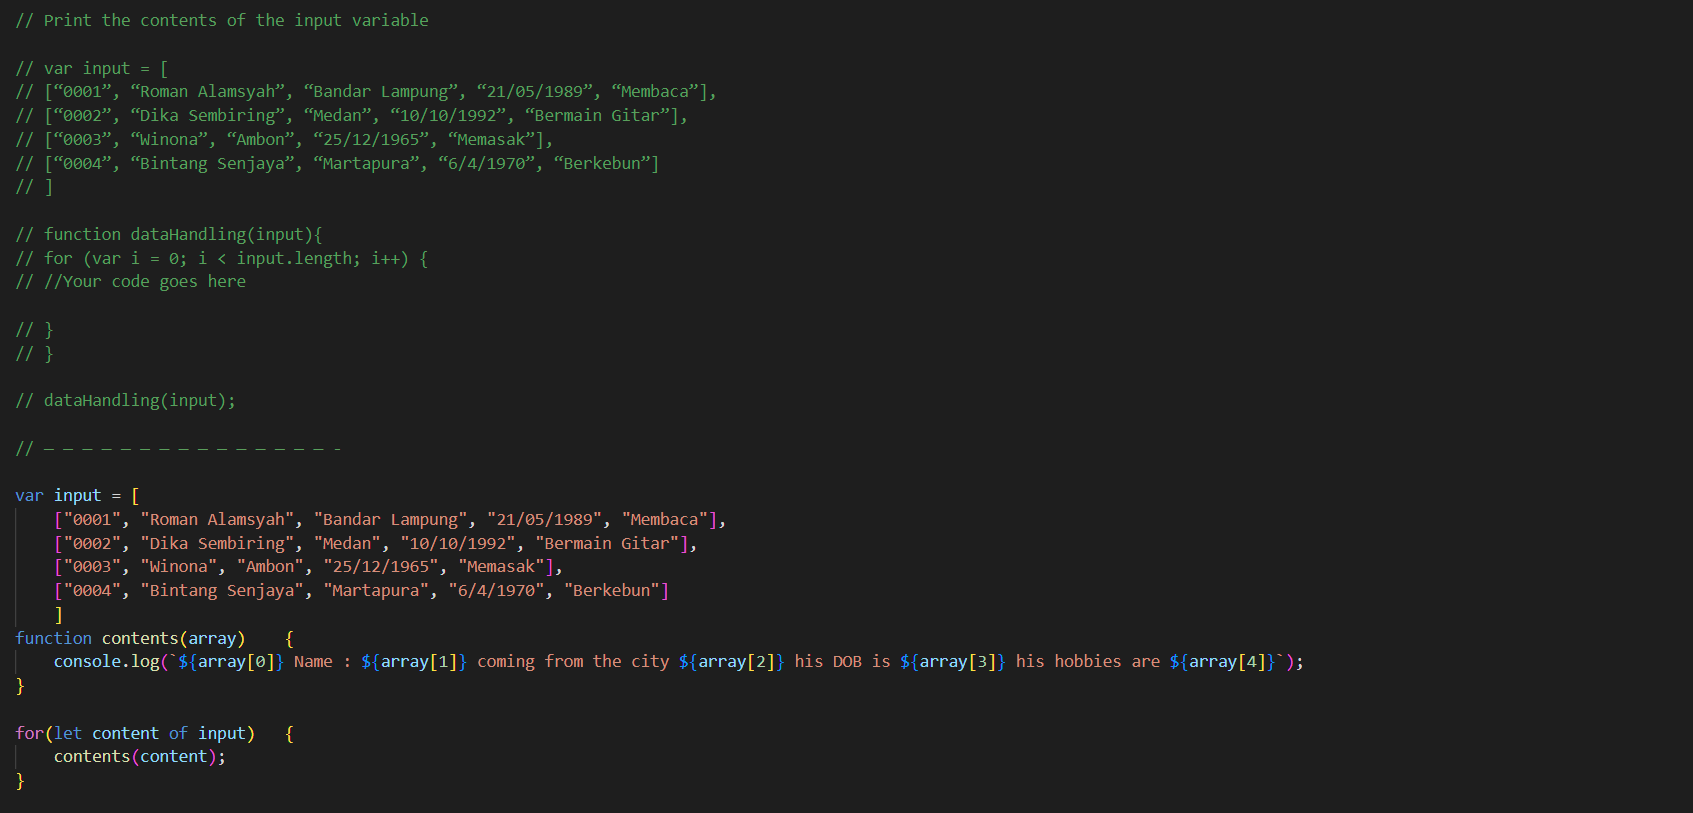 // Print the contents of the input variable
// var input = [
// [“0001”, “Roman Alamsyah”, “Bandar Lampung”, “21/05/1989”, “Membaca”],
// [“0002”, “Dika Sembiring”, “Medan”, “10/10/1992”, “Bermain Gitar”],
// [“0003”, “Winona”, “Ambon”, “25/12/1965”, “Memasak”],
// [“0004”, “Bintang Senjaya”, “Martapura”, “6/4/1970”, “Berkebun”]
// ]
// function dataHandling(input){
// for (var i = 0; i < input.length; i++) {
// //Your code goes here
// }
// }
// dataHandling(input);
// — — — — — — — — — — — — — — — -
var input = [
    ["0001", "Roman Alamsyah", "Bandar Lampung", "21/05/1989", "Membaca"],
    ["0002", "Dika Sembiring", "Medan", "10/10/1992", "Bermain Gitar"],
    ["0003", "Winona", "Ambon", "25/12/1965", "Memasak"],
    ["0004", "Bintang Senjaya", "Martapura", "6/4/1970", "Berkebun"]
    ]
function contents(array)    {
    console.log(`${array[0]} Name : ${array[1]} coming from the city ${array[2]} his DOB is ${array[3]} his hobbies are ${array[4]}`);
}
for(let content of input)   {
    contents(content);
}